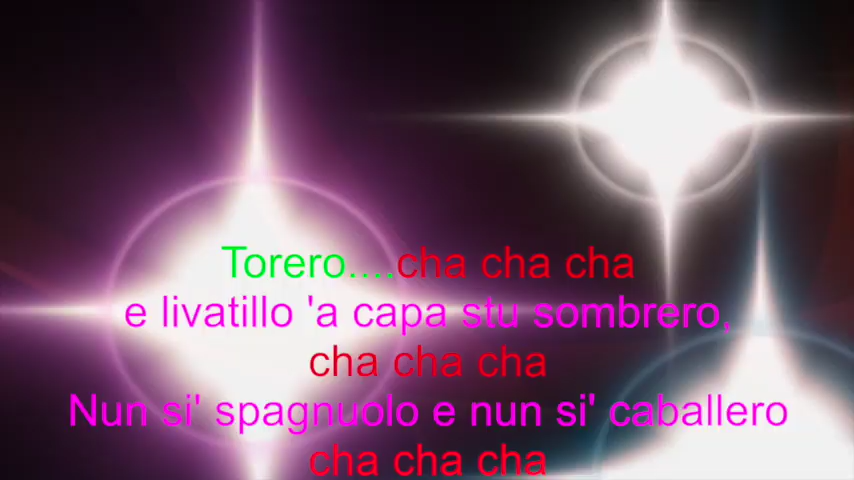 Torero....cha cha cha
e livatillo 'a capa stu sombrero,
cha cha cha
Nun si' spagnuolo e nun si' caballero
cha cha cha